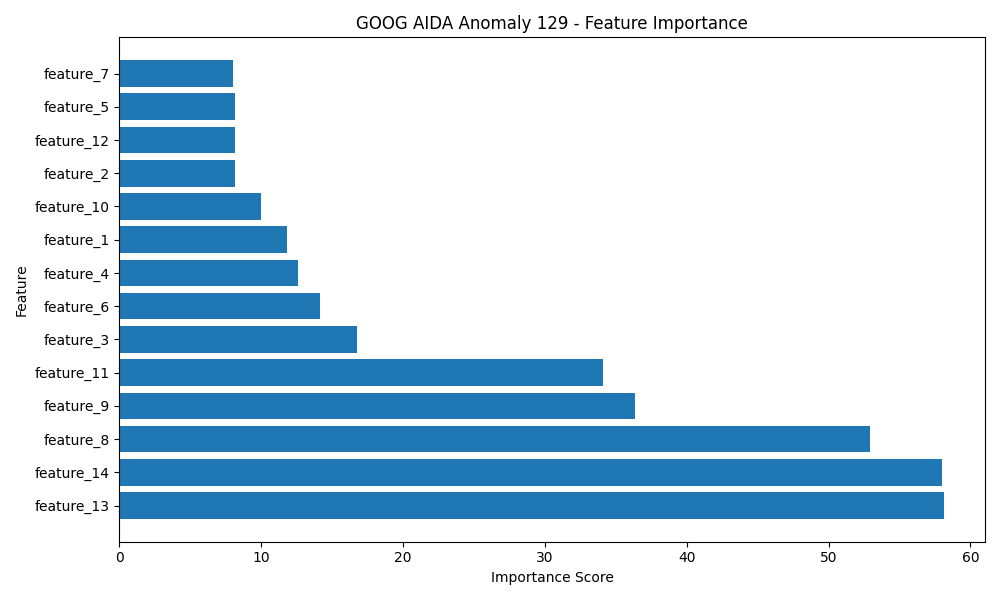 GOOG AIDA Anomaly 129 - Feature Importance
feature_7
feature_5
feature_12
feature_2
feature_10
feature_1
feature_4
feature_6
feature_3
feature_11
feature_9
feature_8
feature_14
feature_13
Feature
0 10 20 30 40 50 60
Importance Score